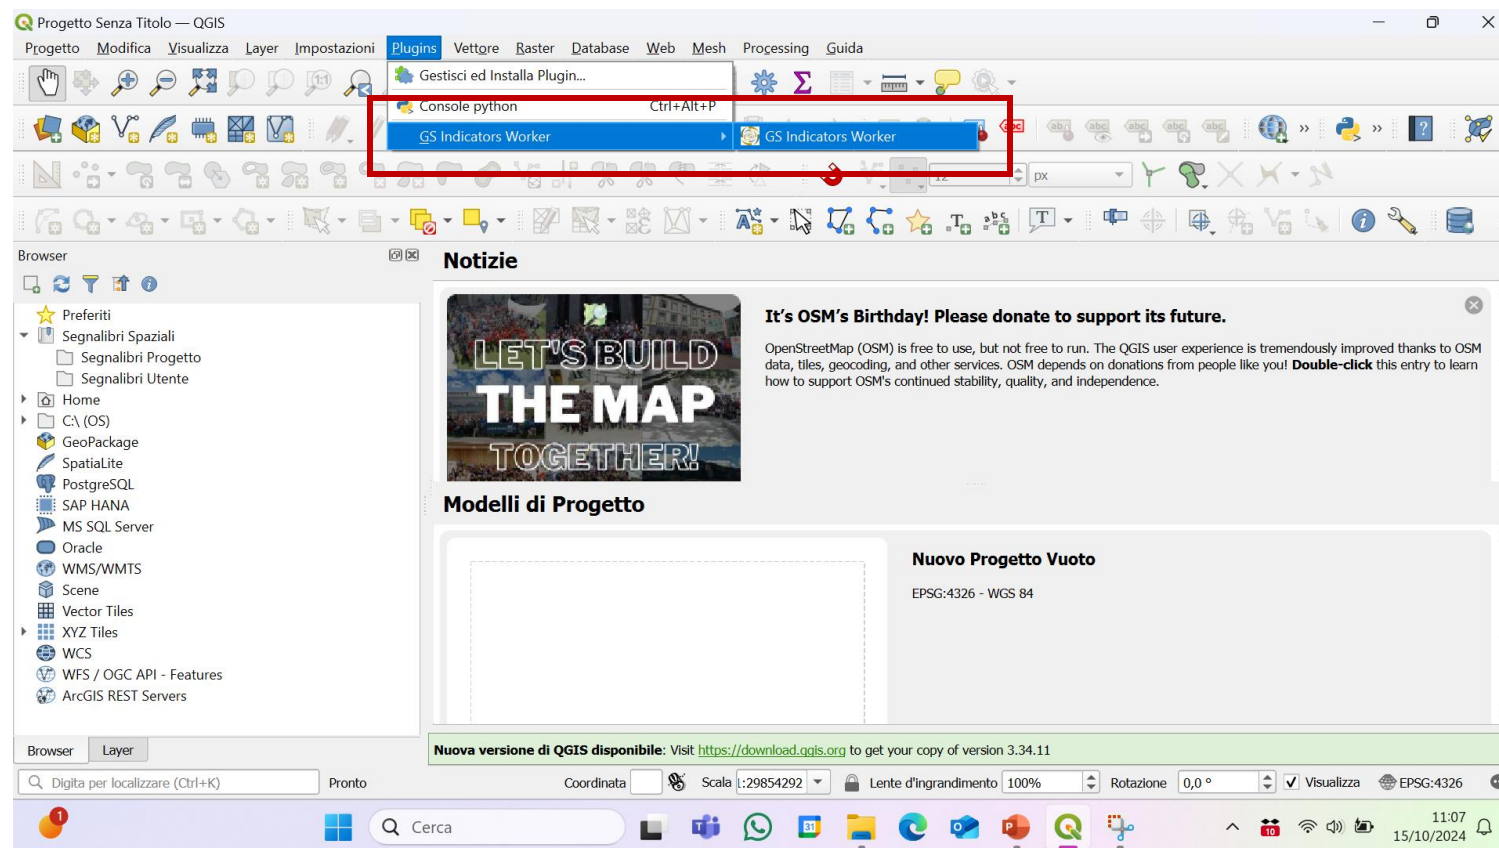 Progetto Senza Titolo — QGIS
Progetto Modifica Visualizza Layer Impostazioni Plugins Vettore Raster Database Web Mesh Processing Guida
Gestisci ed Installa Plugin...
Console python Ctrl+Alt+P
GS Indicators Worker GS Indicators Worker
px
Browser
Notizie
Preferiti
Segnalibri Spaziali
Segnalibri Progetto
Segnalibri Utente
Home
C:\ (OS)
GeoPackage
SpatiaLite
PostgreSQL
SAP HANA
MS SQL Server
Oracle
WMS/WMTS
Scene
Vector Tiles
XYZ Tiles
WCS
WFS / OGC API - Features
ArcGIS REST Servers
Browser Layer
LET'S BUILD
THE MAP
TOGETHER!
It's OSM's Birthday! Please donate to support its future.
OpenStreetMap (OSM) is free to use, but not free to run. The QGIS user experience is tremendously improved thanks to OSM
data, tiles, geocoding, and other services. OSM depends on donations from people like you! Double-click this entry to learn
how to support OSM's continued stability, quality, and independence.
Modelli di Progetto
Nuovo Progetto Vuoto
EPSG:4326 - WGS 84
Nuova versione di QGIS disponibile: Visit https://download.qgis.org to get your copy of version 3.34.11
Digita per localizzare (Ctrl+K) Pronto Coordinata Scala 1:29854292 Lente d'ingrandimento 100% Rotazione 0,0 ° Visualizza EPSG:4326
1
Cerca
31
10
11:07
15/10/2024